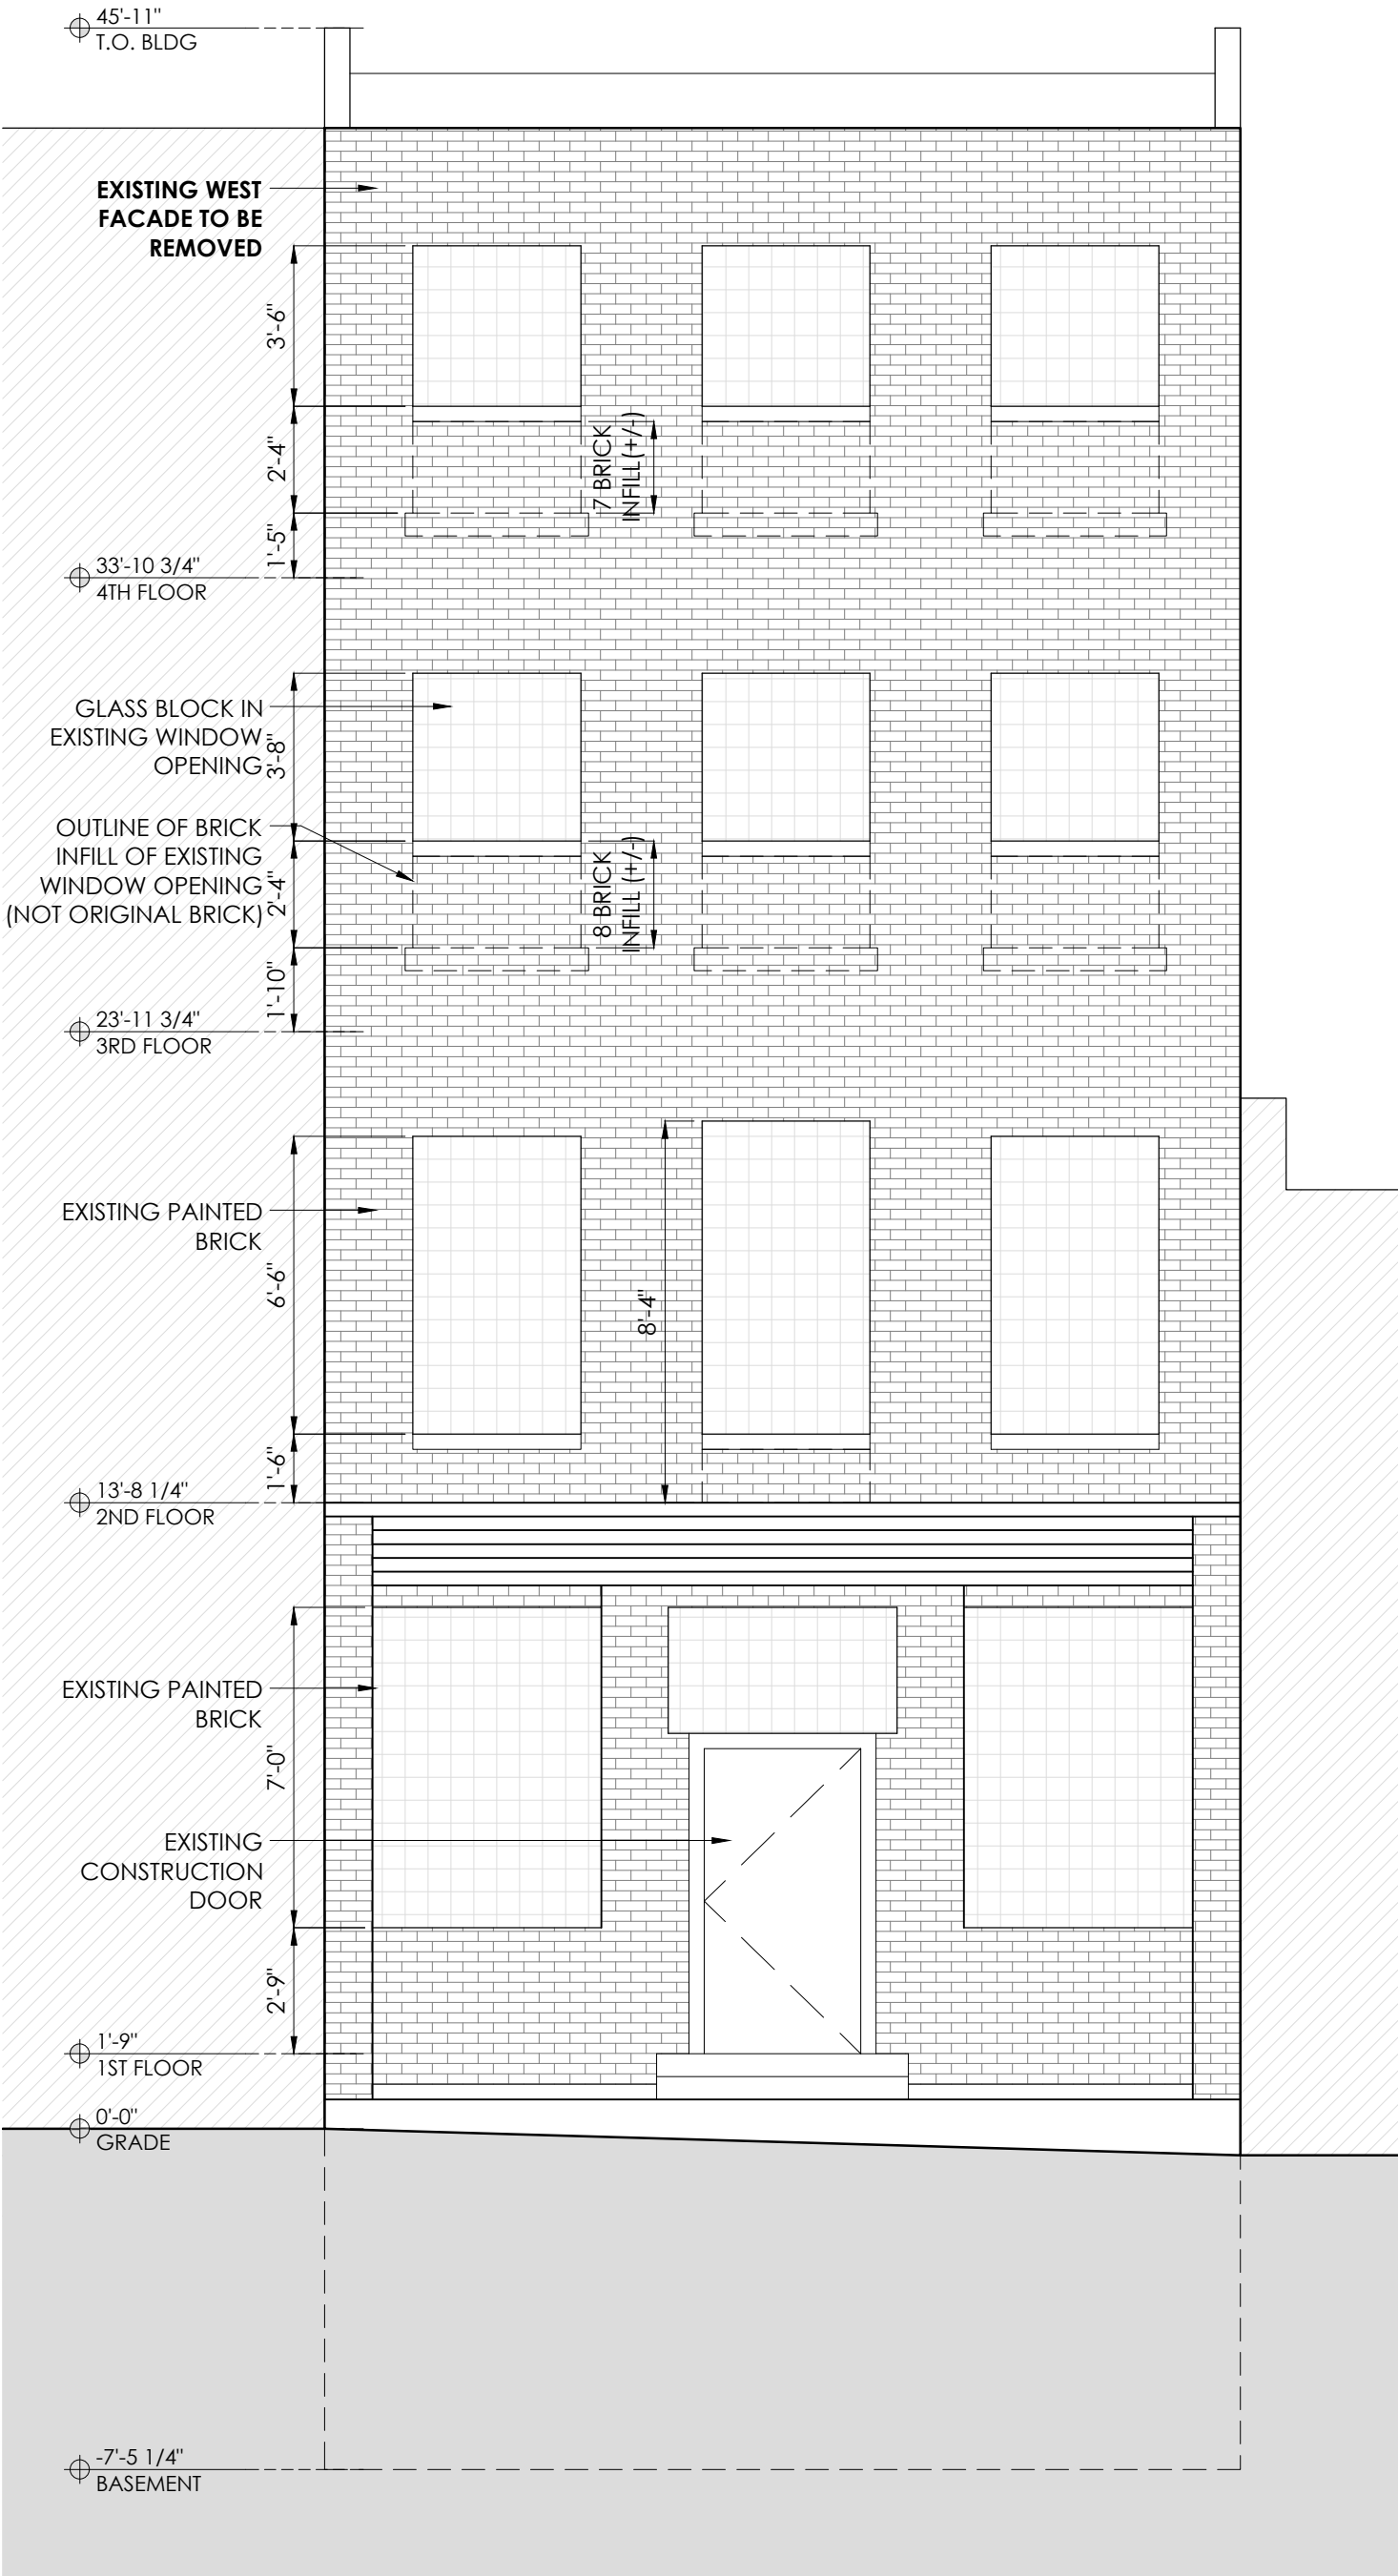 45'-11"
T.O. BLDG
EXISTING WEST
FACADE TO BE
REMOVED
3'-6"
2'-4"
7 BRICK
INFILL(+/-)
1'-5"
33'-10 3/4"
4TH FLOOR
GLASS BLOCK IN
EXISTING WINDOW
OPENING
3'-8"
OUTLINE OF BRICK
INFILL OF EXISTING
WINDOW OPENING
(NOT ORIGINAL BRICK)
2'-4"
8 BRICK
INFILL (+/-)
1'-10"
23'-11 3/4"
3RD FLOOR
EXISTING PAINTED
BRICK
6'-6"
8'-4"
1'-6"
13'-8 1/4"
2ND FLOOR
EXISTING PAINTED
BRICK
7'-0"
EXISTING
CONSTRUCTION
DOOR
2'-9"
1'-9"
1ST FLOOR
0'-0"
GRADE
-7'-5 1/4"
BASEMENT